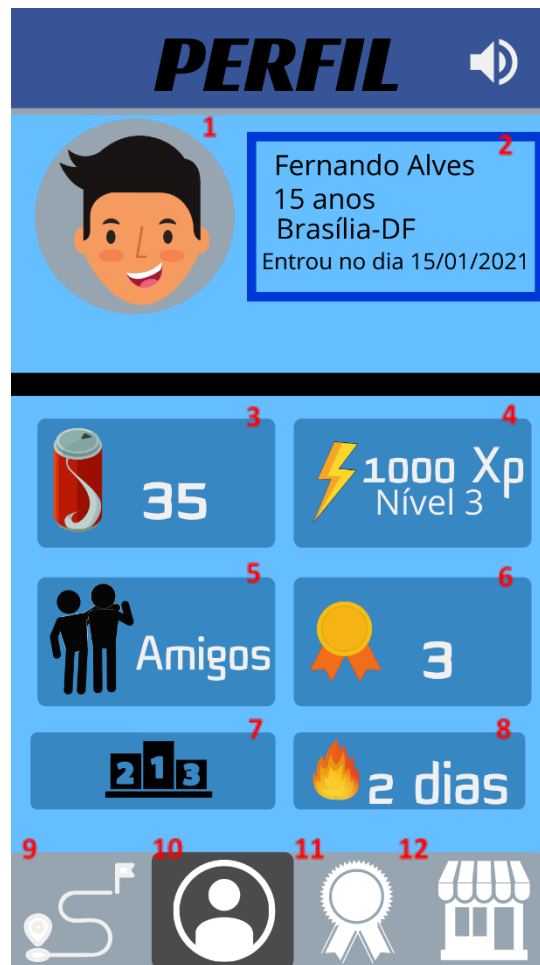 PERFIL
1
2
Fernando Alves
15 anos
Brasília-DF
Entrou no dia 15/01/2021
3
4
35
1000 Xp
Nível 3
5
6
Amigos
3
7
8
2 1 3
2 dias
9
10
11
12